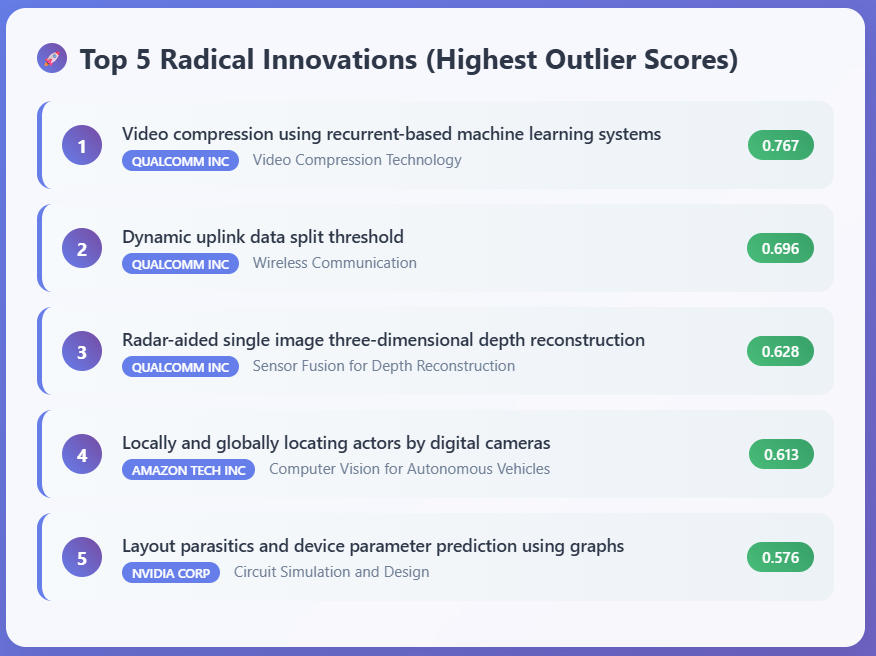 Top 5 Radical Innovations (Highest Outlier Scores)
1
Video compression using recurrent-based machine learning systems
QUALCOMM INC Video Compression Technology
0.767
2
Dynamic uplink data split threshold
QUALCOMM INC Wireless Communication
0.696
3
Radar-aided single image three-dimensional depth reconstruction
QUALCOMM INC Sensor Fusion for Depth Reconstruction
0.628
4
Locally and globally locating actors by digital cameras
AMAZON TECH INC Computer Vision for Autonomous Vehicles
0.613
5
Layout parasitics and device parameter prediction using graphs
NVIDIA CORP Circuit Simulation and Design
0.576